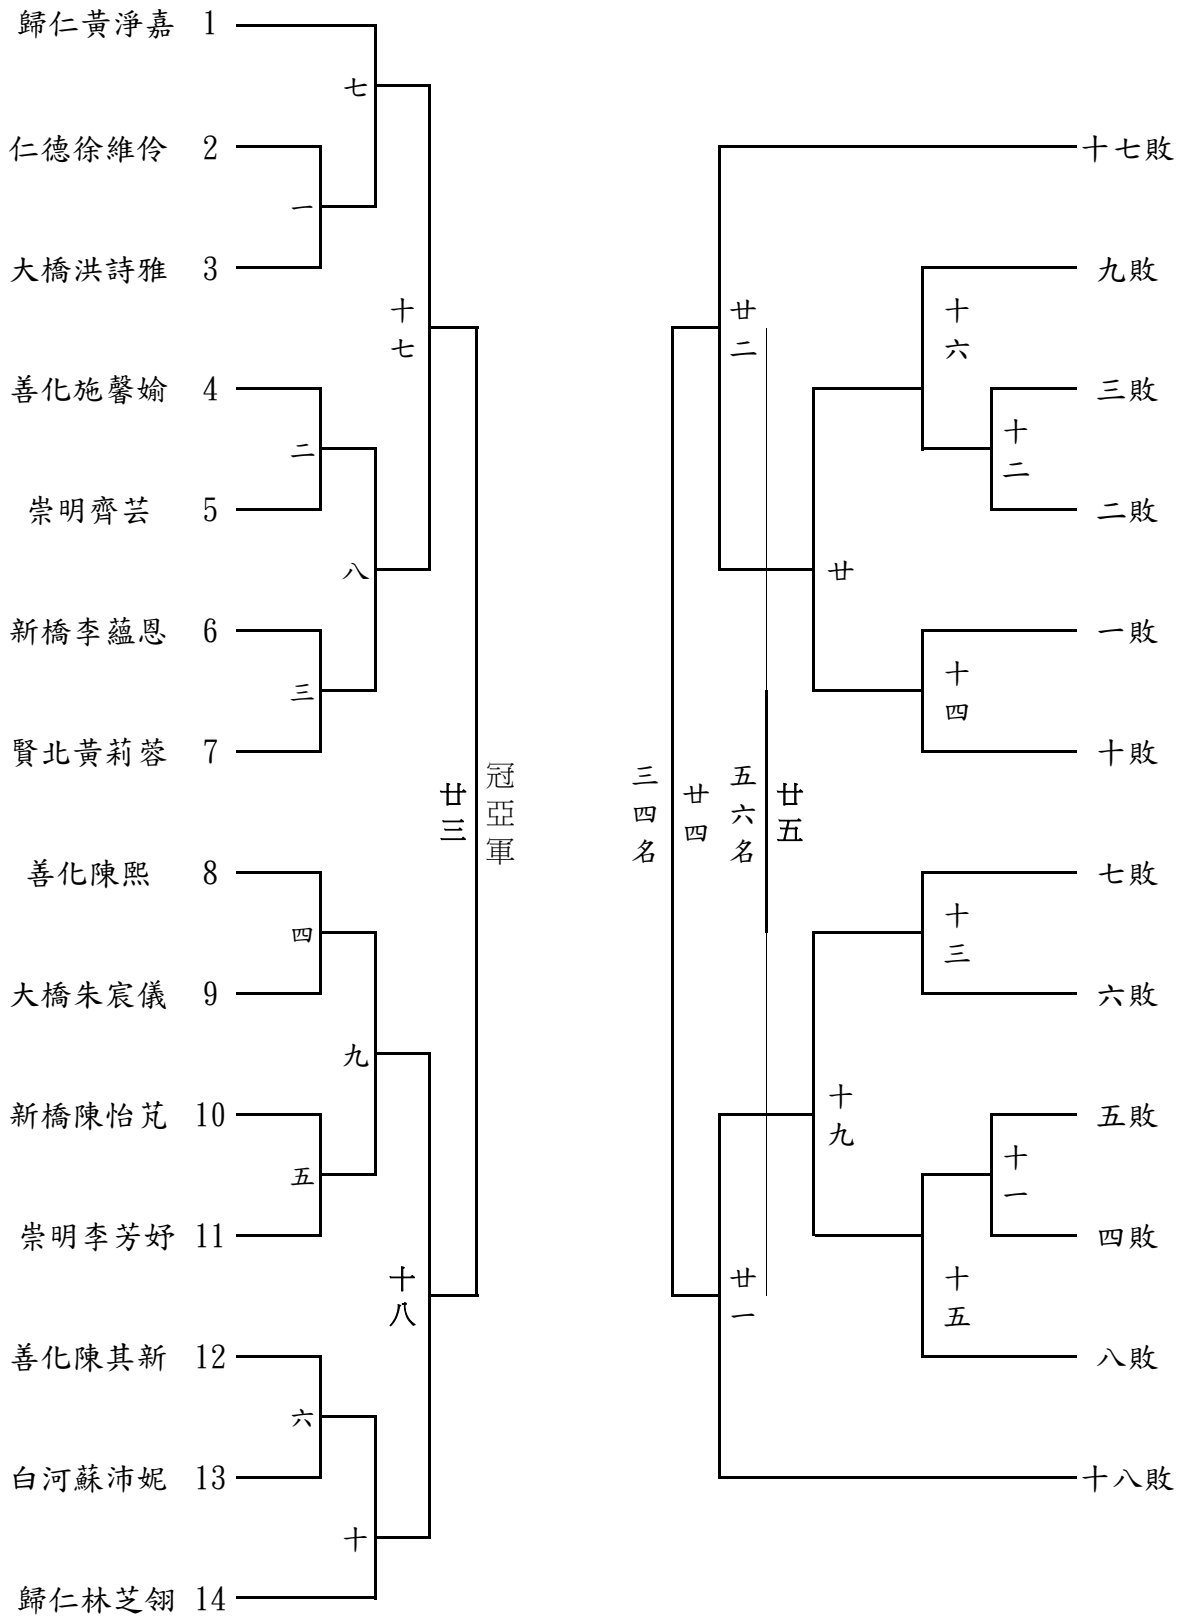 歸仁黃淨嘉 1
七
仁德徐維伶 2
一
大橋洪詩雅 3
十七
善化施馨媮 4
二
崇明齊芸 5
八
新橋李蘊恩 6
三
賢北黃莉蓉 7
廿三
冠亞軍
善化陳熙 8
四
大橋朱宸儀 9
九
新橋陳怡芃 10
五
崇明李芳妤 11
十八
善化陳其新 12
六
白河蘇沛妮 13
十
歸仁林芝翎 14
十七敗
九敗
廿二
十六
三敗
十二
二敗
廿
一敗
十四
十敗
三四名
廿四
五六名
廿五
七敗
十三
六敗
十九
五敗
十一
四敗
廿一
十五
八敗
十八敗